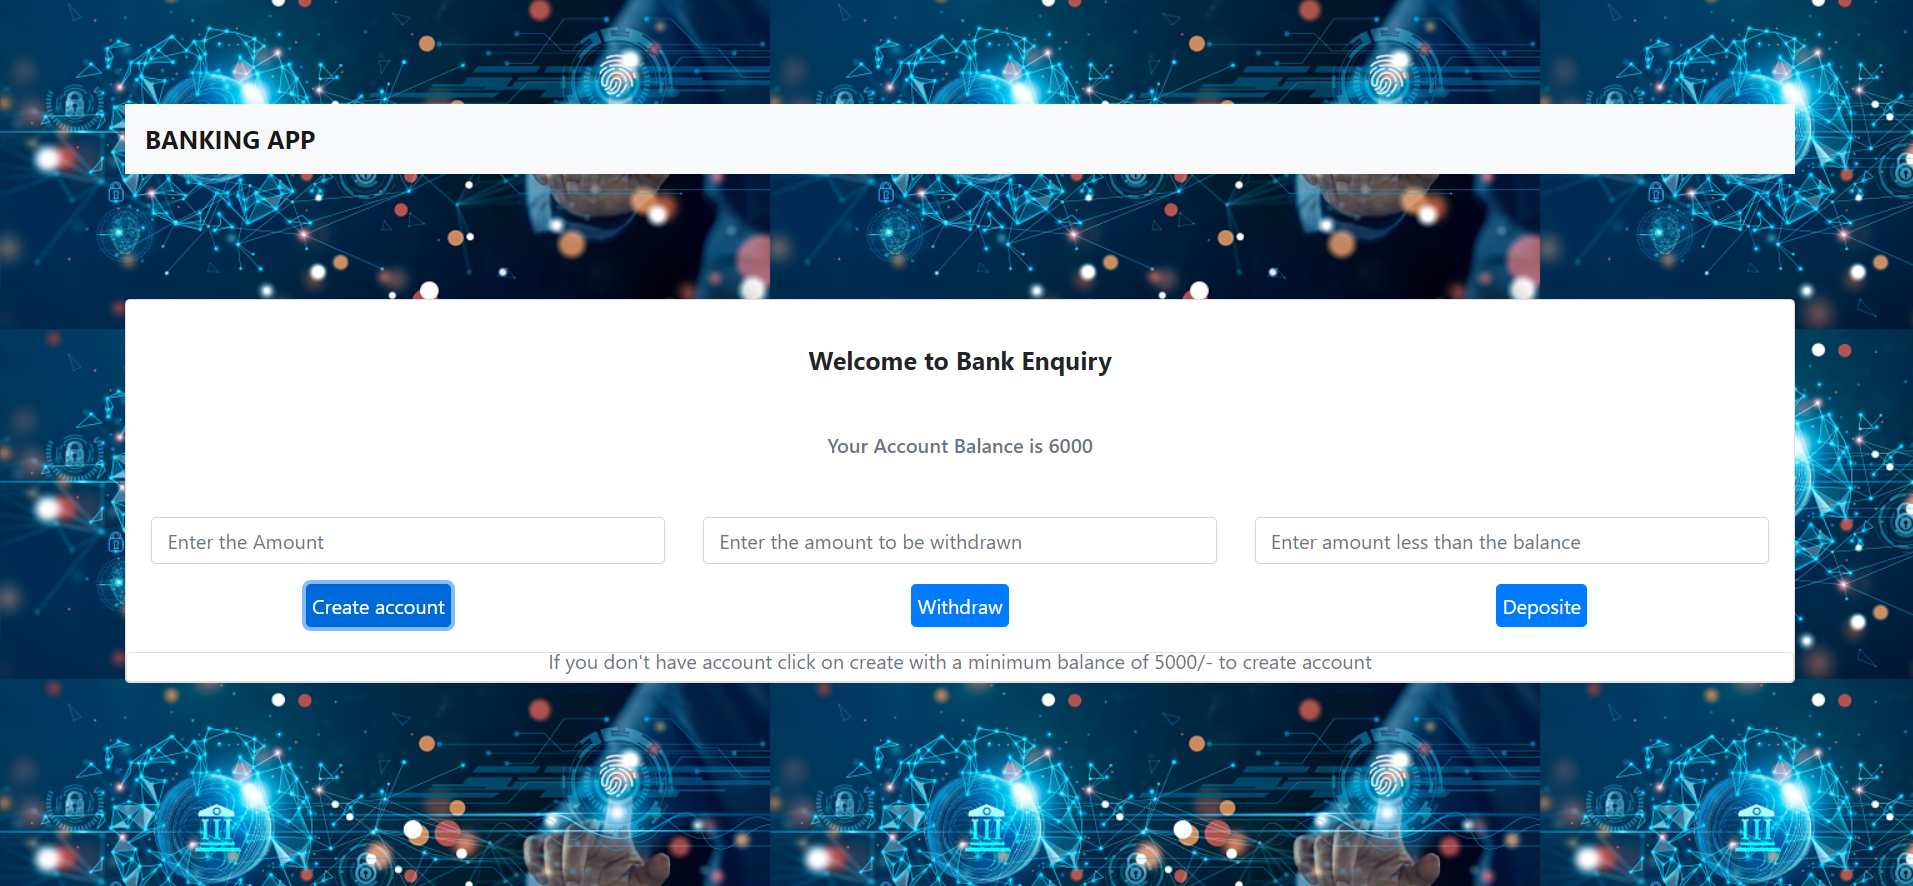 BANKING APP
Welcome to Bank Enquiry
Your Account Balance is 6000
Enter the Amount
Enter the amount to be withdrawn
Enter amount less than the balance
Create account
Withdraw
Deposite
If you don't have account click on create with a minimum balance of 5000/- to create account